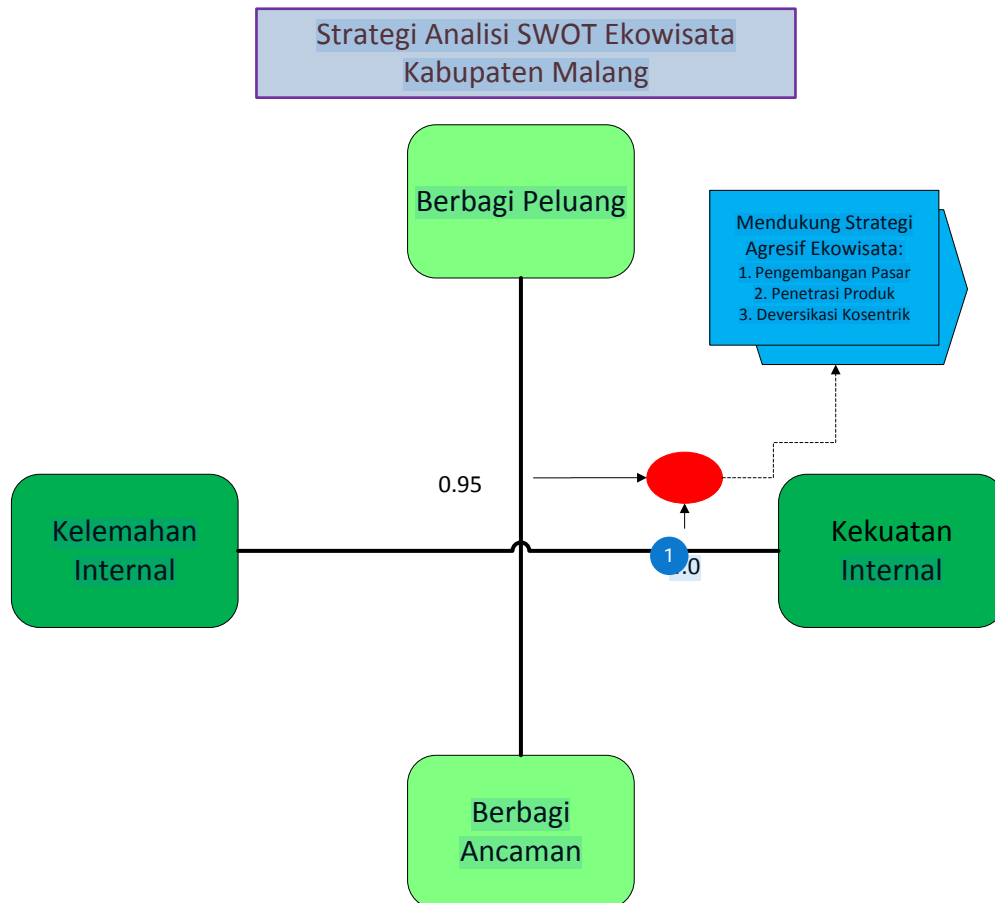 Strategi Analisi SWOT Ekowisata
Kabupaten Malang
Berbagi Peluang
Mendukung Strategi
Agresif Ekowisata:
1. Pengembangan Pasar
2. Penetrasi Produk
3. Deversikasi Kosentrik
0.95
Kelemahan
Internal
1
.0
Kekuatan
Internal
Berbagi
Ancaman